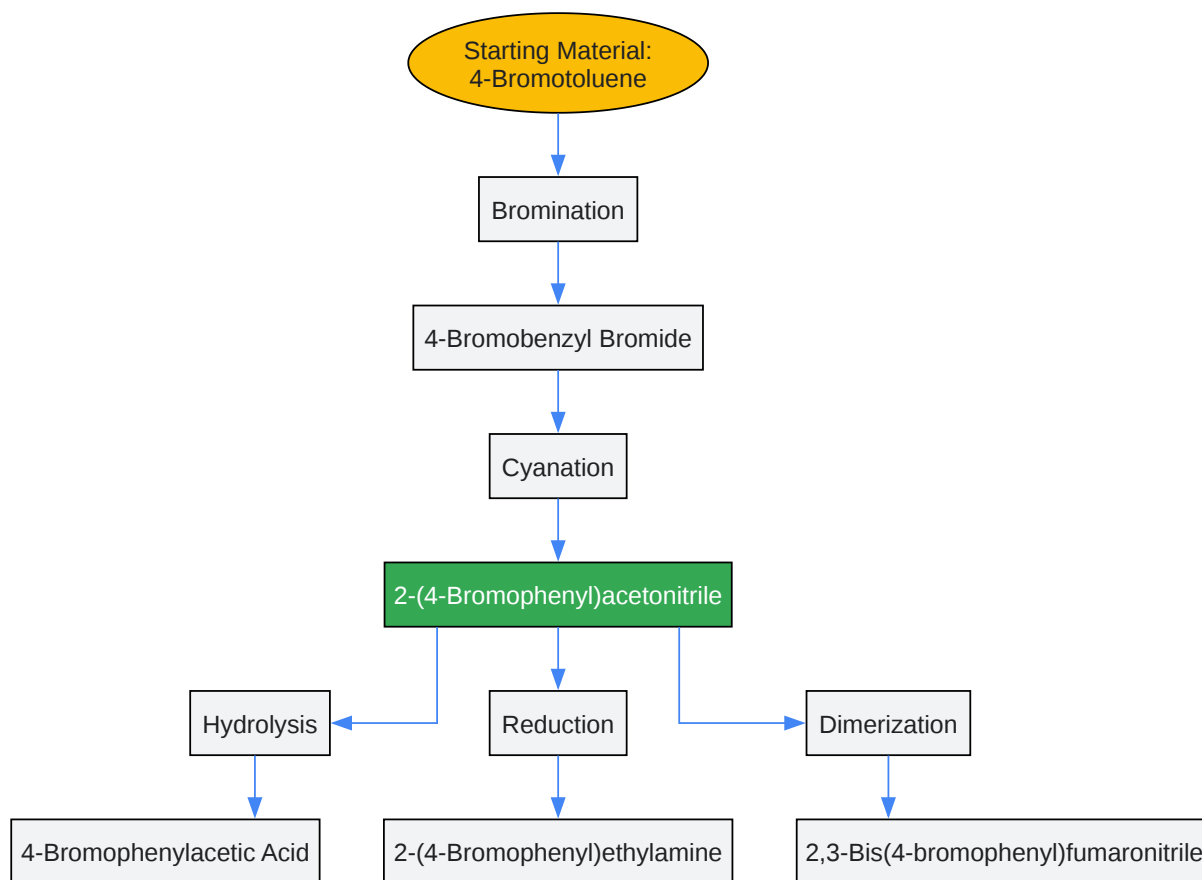 Starting Material:
4-Bromotoluene
Bromination
4-Bromobenzyl Bromide
Cyanation
2-(4-Bromophenyl)acetonitrile
Hydrolysis
Reduction
Dimerization
4-Bromophenylacetic Acid
2-(4-Bromophenyl)ethylamine
2,3-Bis(4-bromophenyl)fumaronitrile